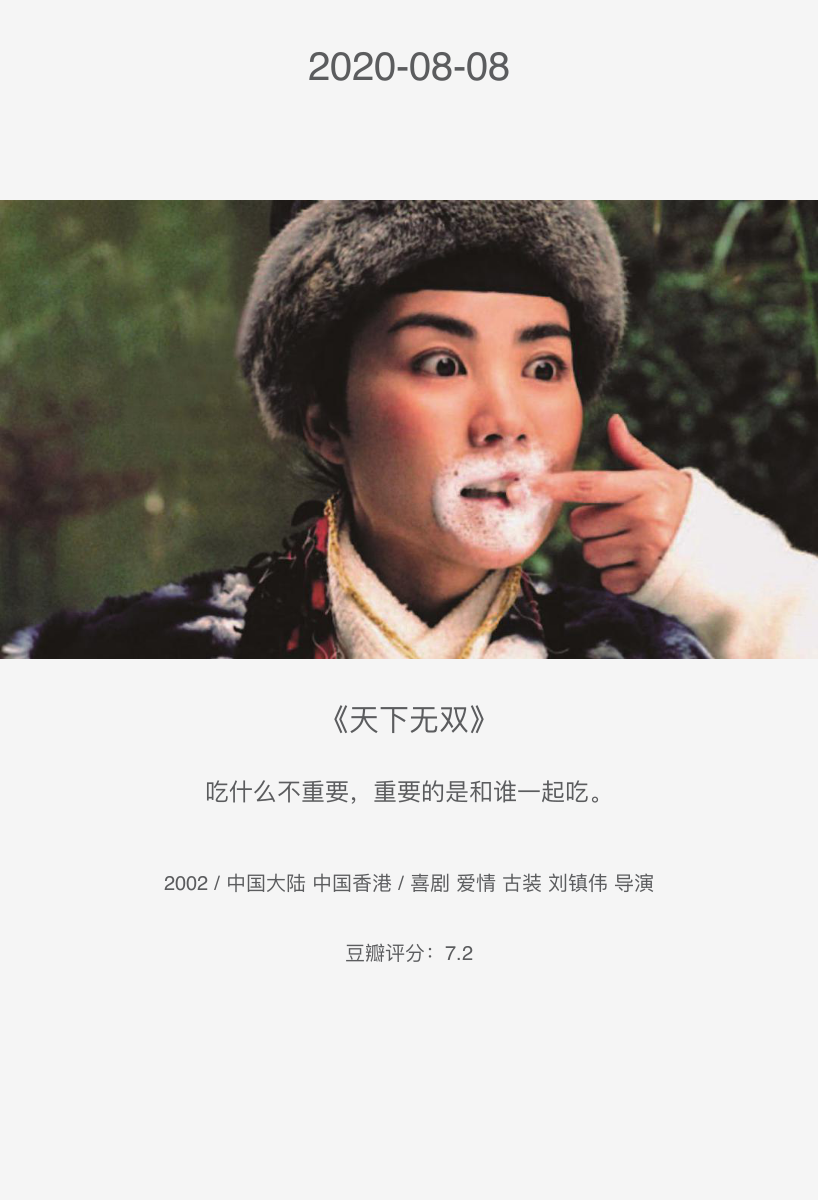 2020-08-08
《天下无双》
吃什么不重要，重要的是和谁一起吃。
2002 / 中国大陆 中国香港 / 喜剧 爱情 古装 刘镇伟 导演
豆瓣评分：7.2